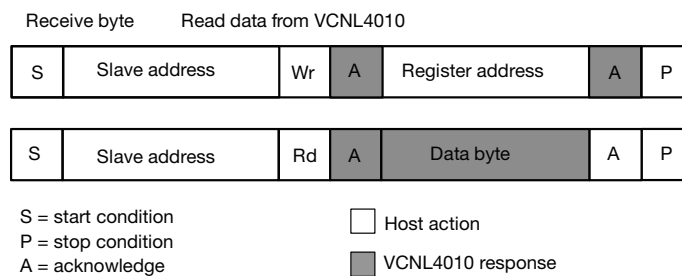 Receive byte Read data from VCNL4010
S Slave address Wr A Register address A P
S Slave address Rd A Data byte A P
S = start condition
P = stop condition
A = acknowledge
Host action
VCNL4010 response